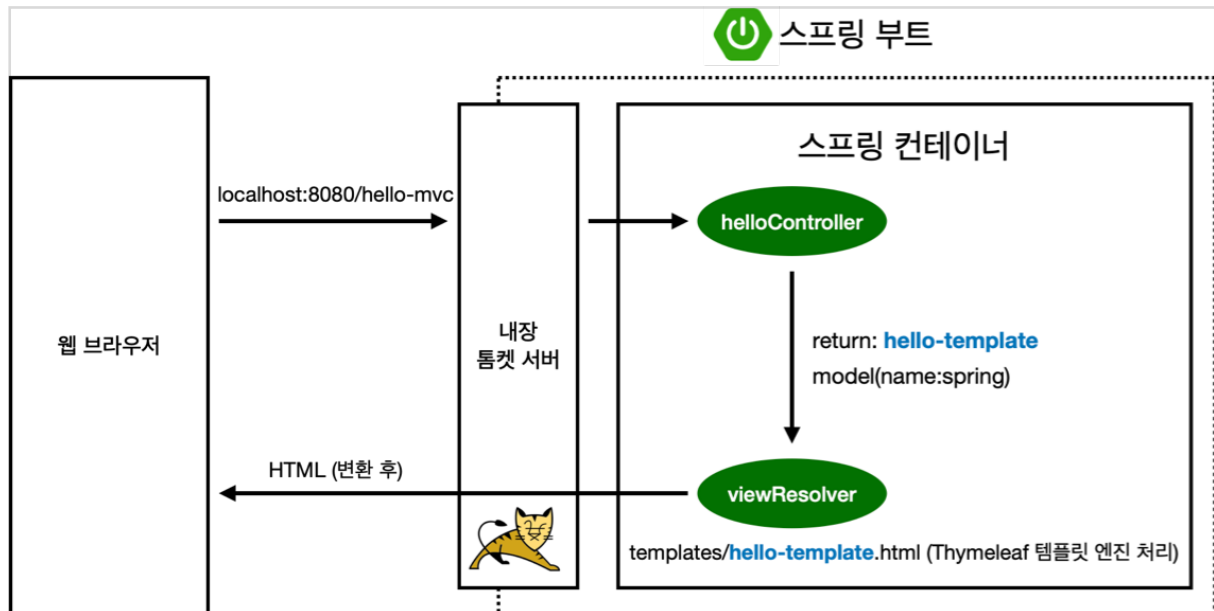 스프링 부트
스프링 컨테이너
localhost:8080/hello-mvc
helloController
웹 브라우저
내장
톰켓 서버
return: hello-template
model(name:spring)
HTML (변환 후)
viewResolver
templates/hello-template.html (Thymeleaf 템플릿 엔진 처리)